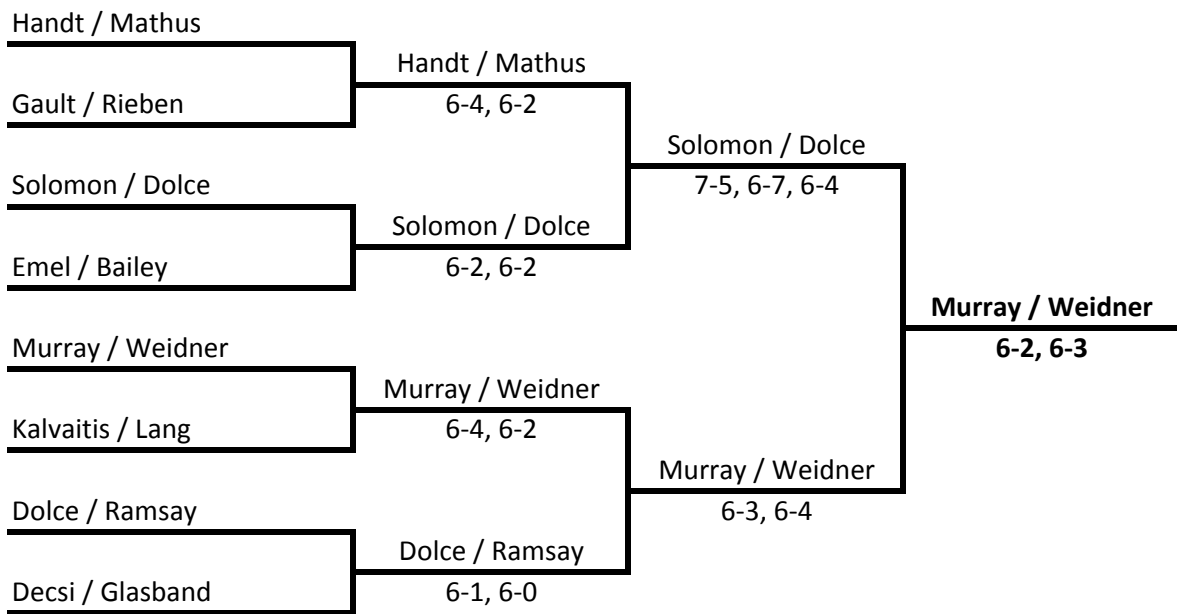 Handt / Mathus
Gault / Rieben
Solomon / Dolce
Emel / Bailey
Murray / Weidner
Kalvaitis / Lang
Dolce / Ramsay
Decsi / Glasband
Handt / Mathus
6-4, 6-2
Solomon / Dolce
6-2, 6-2
Murray / Weidner
6-4, 6-2
Dolce / Ramsay
6-1, 6-0
Solomon / Dolce
7-5, 6-7, 6-4
Murray / Weidner
6-3, 6-4
Murray / Weidner
6-2, 6-3